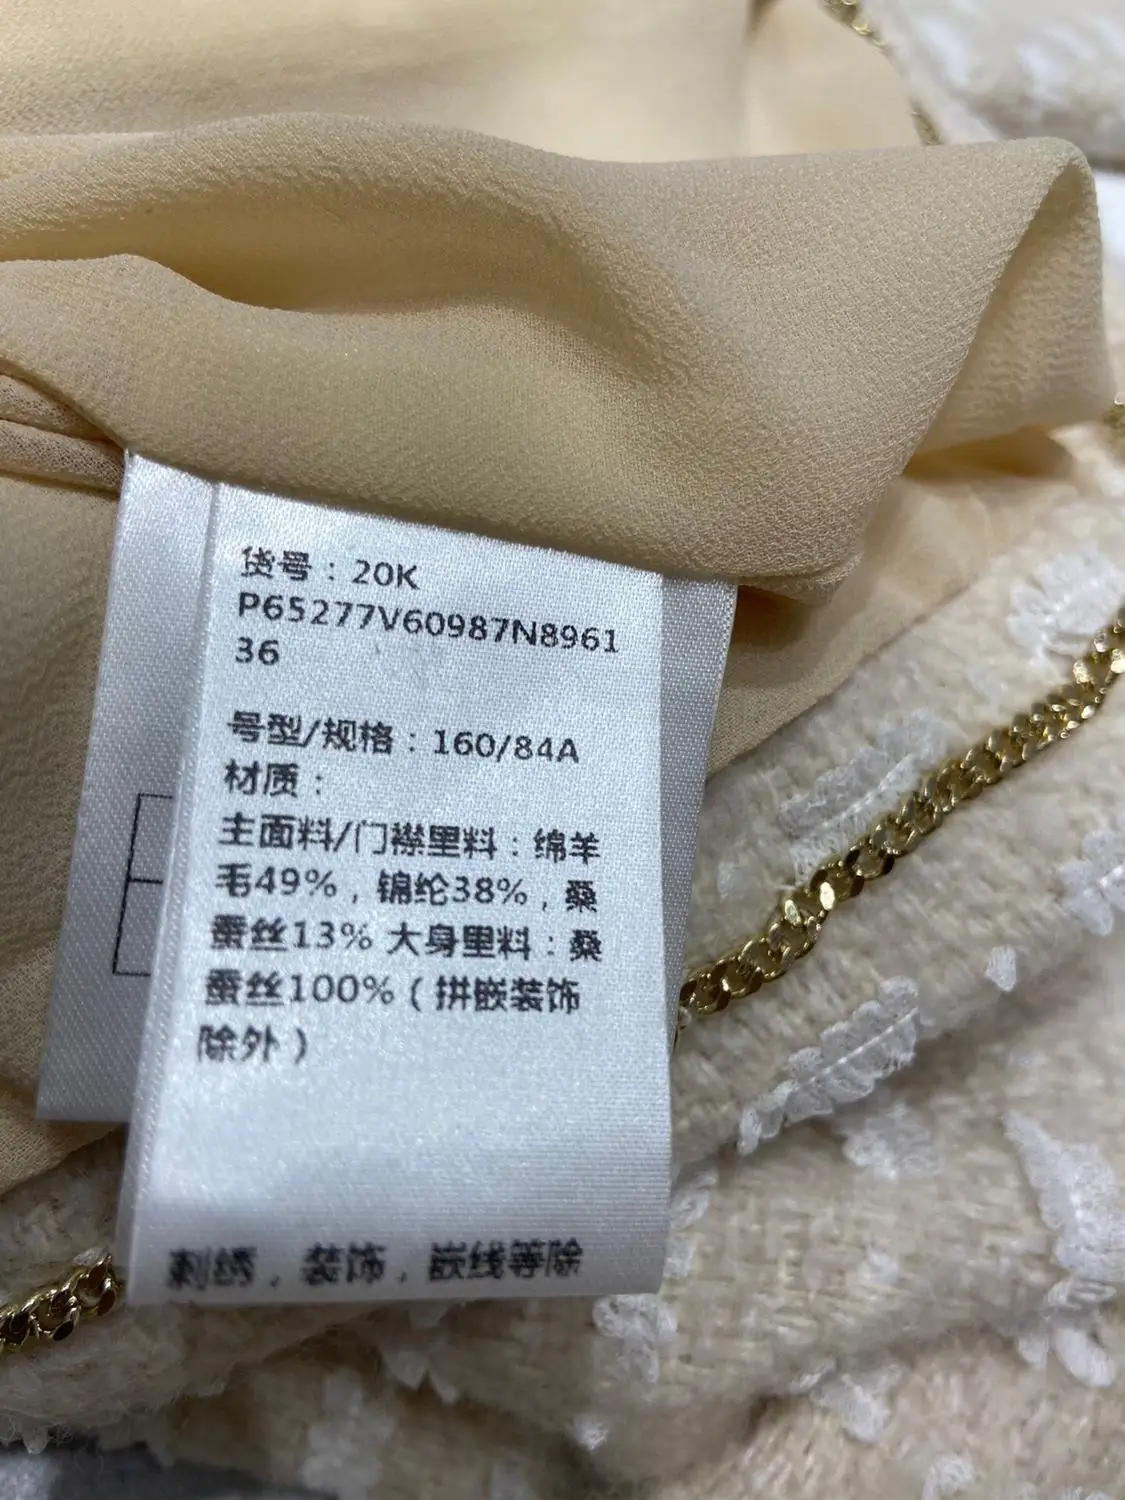 货号：20K
P65277V60987N8961
36
号型/规格：160/84A
材质：
主面料/门襟里料：绵羊
毛49%，锦纶38%，桑
蚕丝13% 大身里料：桑
蚕丝100%（拼嵌装饰
除外）
刺绣，装饰，嵌线等除